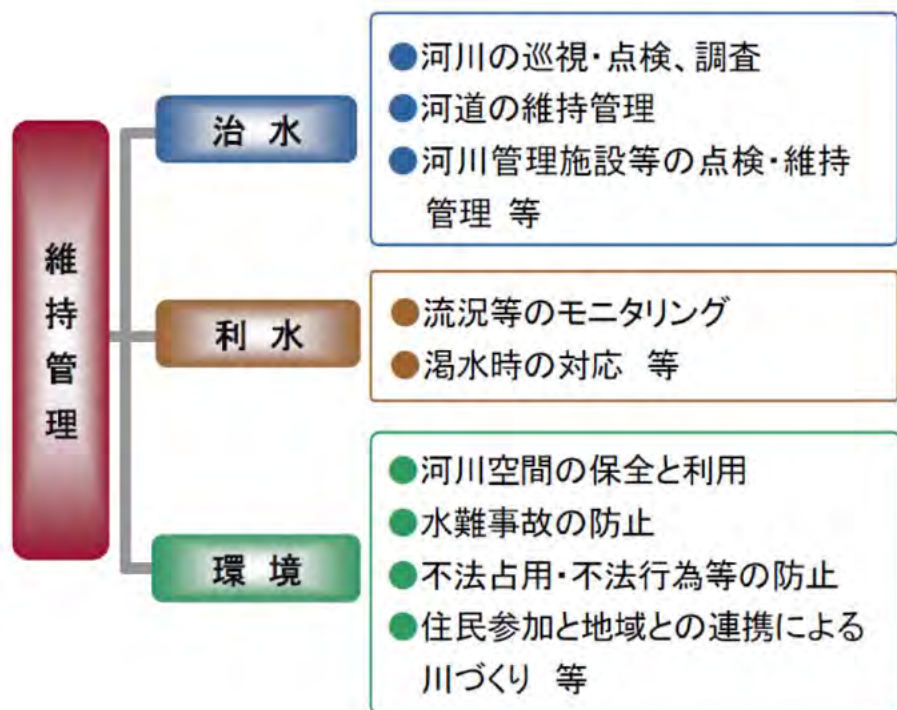 維持管理
治水
●河川の巡視・点検、調査
●河道の維持管理
●河川管理施設等の点検・維持
管理 等
利水
●流況等のモニタリング
●渇水時の対応 等
環境
●河川空間の保全と利用
●水難事故の防止
●不法占用・不法行為等の防止
●住民参加と地域との連携による
川づくり 等